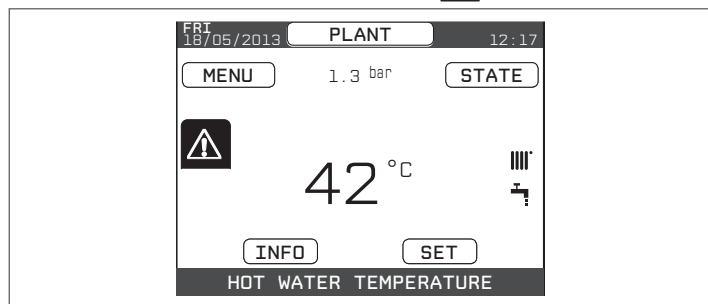 FRI
18/05/2013 PLANT 12:17
MENU 1.3 bar STATE
42 °C
INFO SET
HOT WATER TEMPERATURE